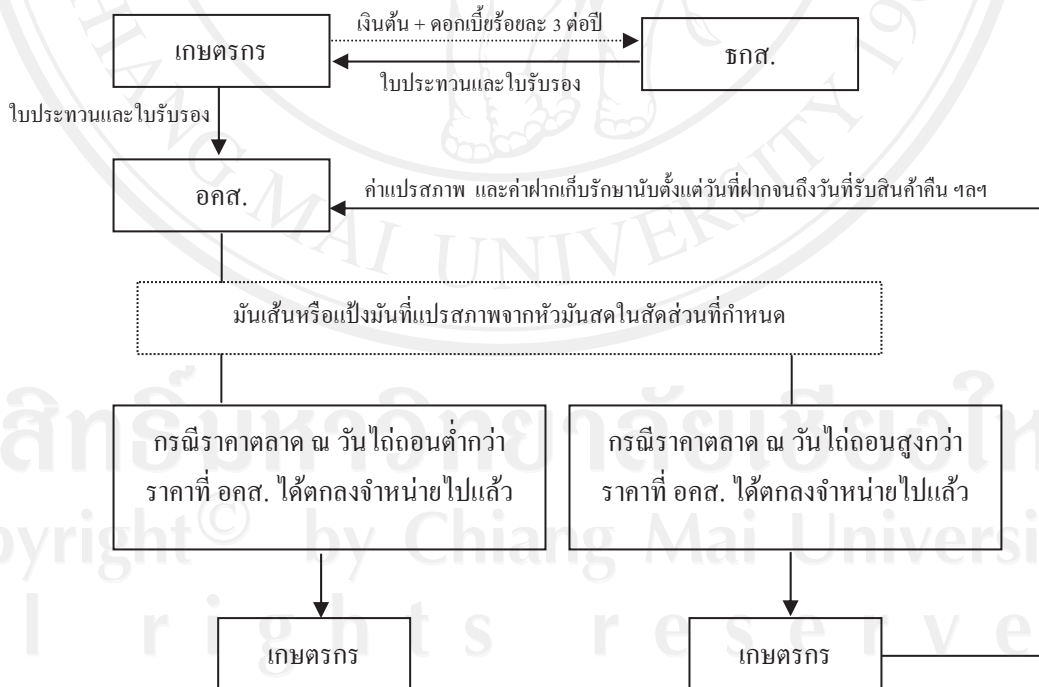 เงินต้น + ดอกเบี้ยร้อยละ 3 ต่อปี
เกษตรกร
ธกส.
ใบประทวนและใบรับรอง
ใบประทวนและใบรับรอง
อคส.
ค่าแปรสภาพ และค่าฝากเก็บรักษานับตั้งแต่วันที่ฝากจนถึงวันที่รับสินค้าคืน ฯลฯ
มันเส้นหรือแป้งมันที่แปรสภาพจากหัวมันสดในสัดส่วนที่กำหนด
กรณีราคาตลาด ณ วันไถ่ถอนต่ำกว่า
ราคาที่ อคส. ได้ตกลงจำหน่ายไปแล้ว
กรณีราคาตลาด ณ วันไถ่ถอนสูงกว่า
ราคาที่ อคส. ได้ตกลงจำหน่ายไปแล้ว
เกษตรกร
เกษตรกร
HIANG MAI UNIVERSITY 196
สิทธิ์มหาวิทยาลัยเชียงให
pyright© by Chiang Mai Universi
l rights reserve